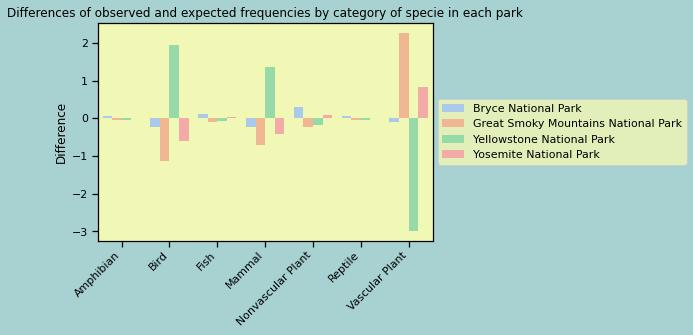 Differences of observed and expected frequencies by category of specie in each park
2
1
0
−1
−2
−3
Difference
Amphibian
Bird
Fish
Mammal
Nonvascular Plant
Reptile
Vascular Plant
Bryce National Park
Great Smoky Mountains National Park
Yellowstone National Park
Yosemite National Park